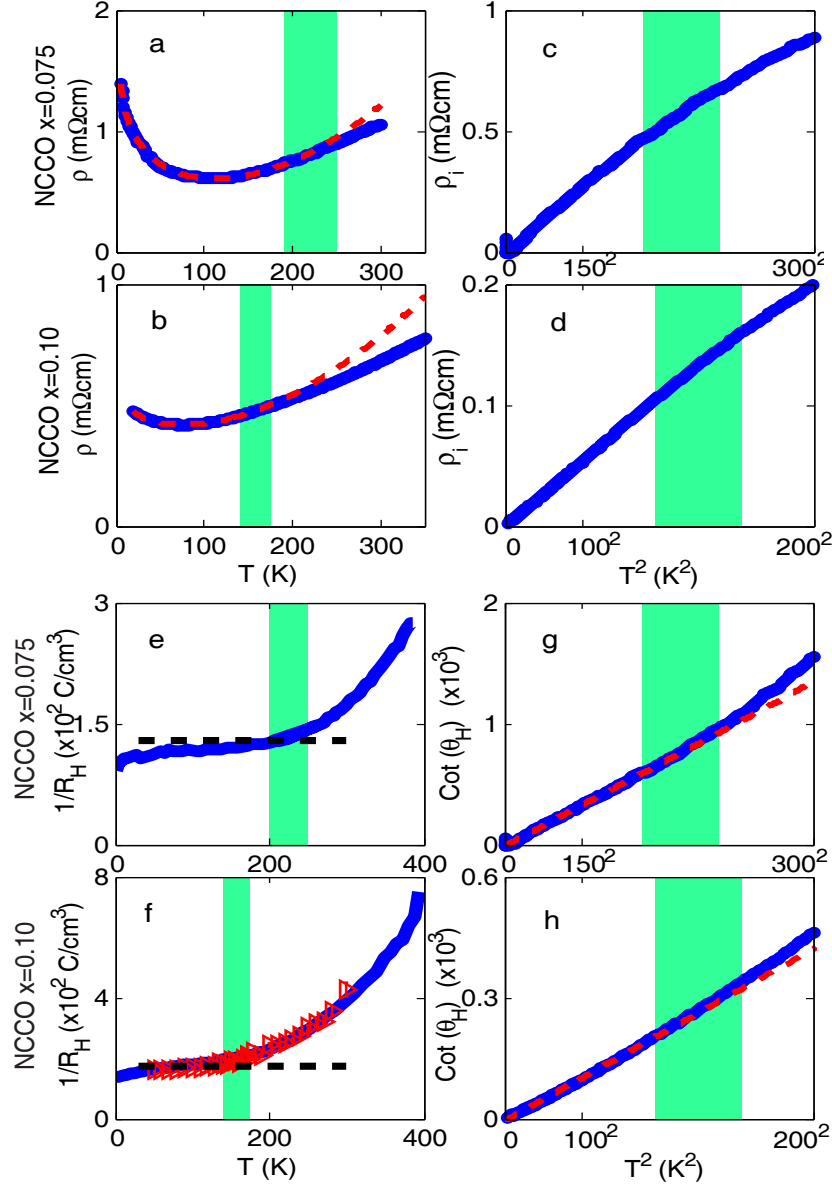 NCCO x=0.075
ρ (mΩcm)
2
1
0
a
0 100 200 300
ρᵢ (mΩcm)
1
0.5
0
c
0 150² 300²
NCCO x=0.10
ρ (mΩcm)
1
0
b
0 100 200 300
T (K)
ρᵢ (mΩcm)
0.2
0.1
0
d
0 100² 200²
T² (K²)
NCCO x=0.075
1/R_H (x10² C/cm³)
3
1.5
0
e
0 200 400
Cot (θ_H) (x10³)
2
1
0
g
0 150² 300²
NCCO x=0.10
1/R_H (x10² C/cm³)
8
4
0
f
0 200 400
T (K)
Cot (θ_H) (x10³)
0.6
0.3
0
h
0 100² 200²
T² (K²)